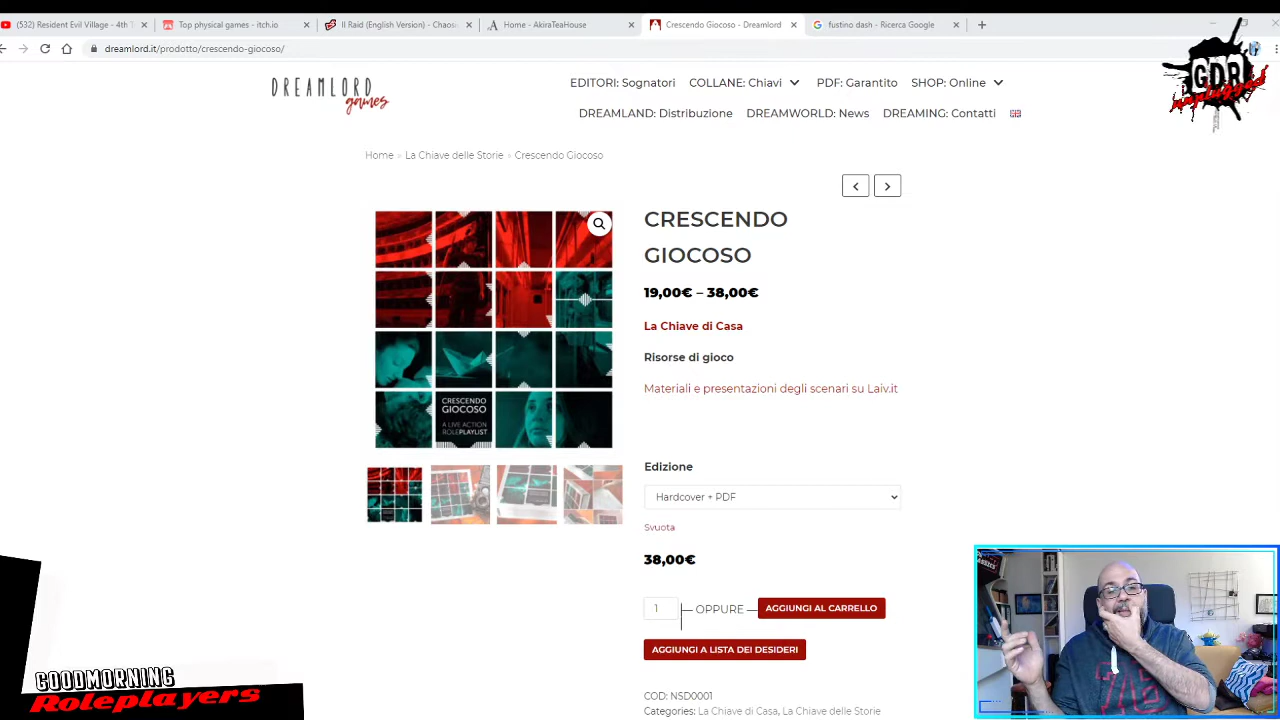 (532) Resident Evil Village - 4th T
Top physical games - itch.io
Il Raid (English Version) - Chaos
Home - AkiraTeaHouse
Crescendo Giocoso - Dreamlord
fustino dash - Ricerca Google
dreamlord.it/prodotto/crescendo-giocoso/
DREAMLORD
games
EDITORI: Sognatori
COLLANE: Chiavi
PDF: Garantito
SHOP: Online
DREAMLAND: Distribuzione
DREAMWORLD: News
DREAMING: Contatti
GDR
unplugged
Home » La Chiave delle Storie » Crescendo Giocoso
CRESCENDO
GIOCOSO
19,00€ – 38,00€
La Chiave di Casa
Risorse di gioco
Materiali e presentazioni degli scenari su Laiv.it
CRESCENDO
GIOCOSO
A LIVE ACTION
ROLEPLAYLIST
Edizione
Hardcover + PDF
Svuota
38,00€
1
OPPURE
AGGIUNGI AL CARRELLO
AGGIUNGI A LISTA DEI DESIDERI
COD: NSD0001
Categories: La Chiave di Casa, La Chiave delle Storie
GOODMORNING
Roleplayers